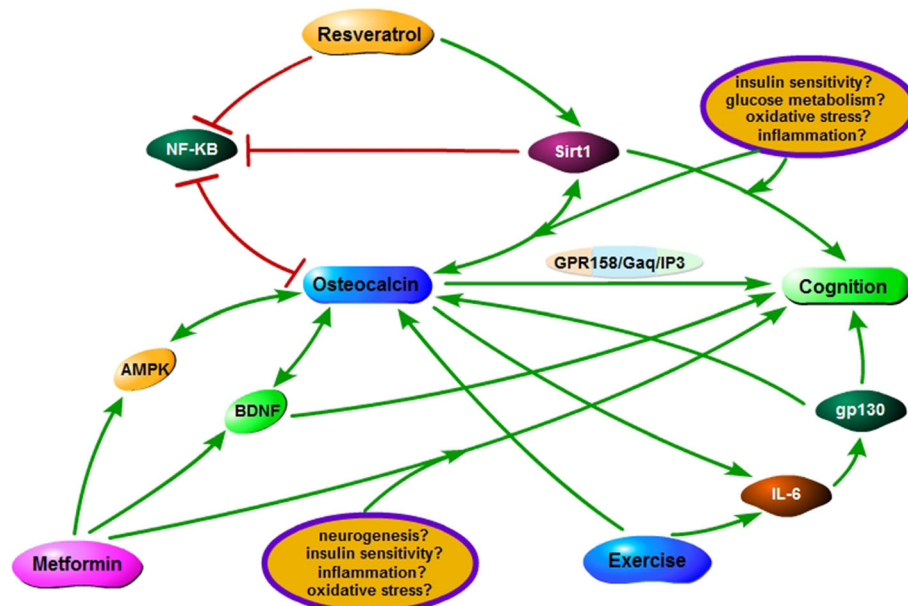 Resveratrol
insulin sensitivity?
glucose metabolism?
oxidative stress?
inflammation?
NF-KB
Sirt1
GPR158/Gaq/IP3
Osteocalcin
Cognition
AMPK
BDNF
gp130
IL-6
neurogenesis?
insulin sensitivity?
inflammation?
oxidative stress?
Metformin
Exercise